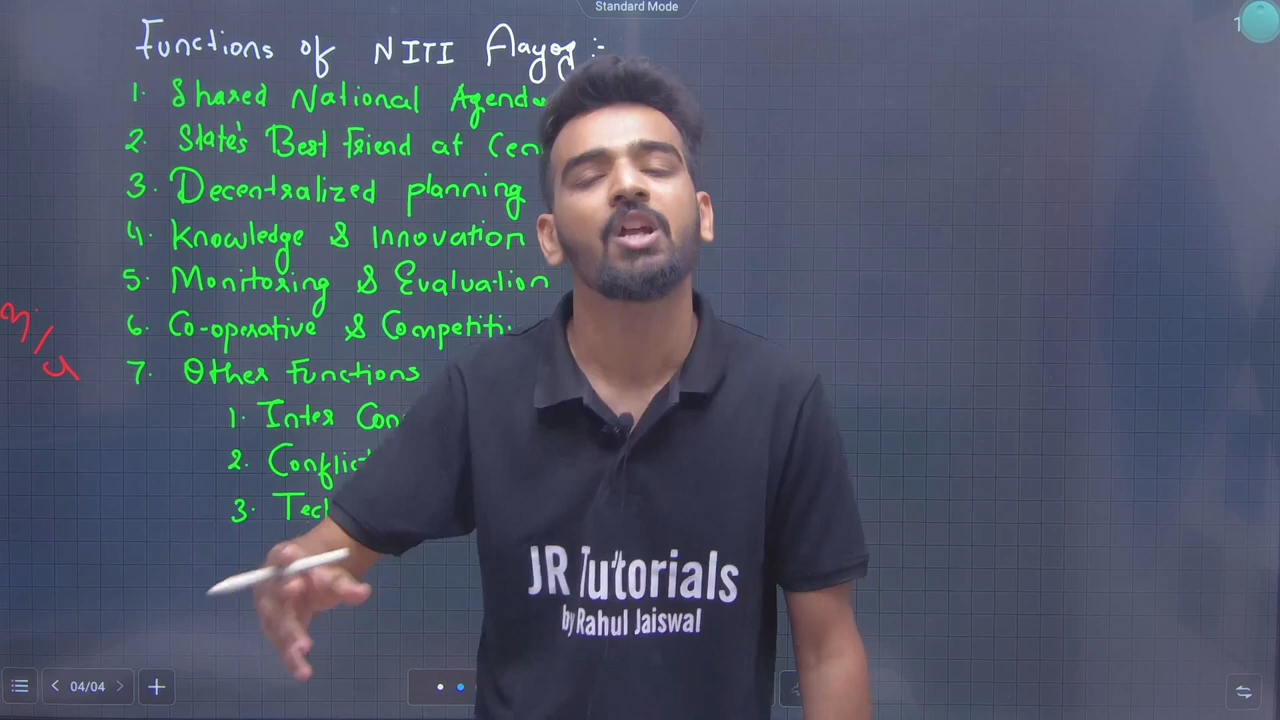 Standard Mode
Functions of NITI Aayog :-
1. Shared National Agenda
2. State's Best Friend at Cen
3. Decentralized planning
4. Knowledge & Innovation
5. Monitoring & Evaluation
6. Co-operative & Competiti
7. Other Functions
1. Inter Con
2. Conflict
3. Tec
JR Tutorials
by Rahul Jaiswal
04/04